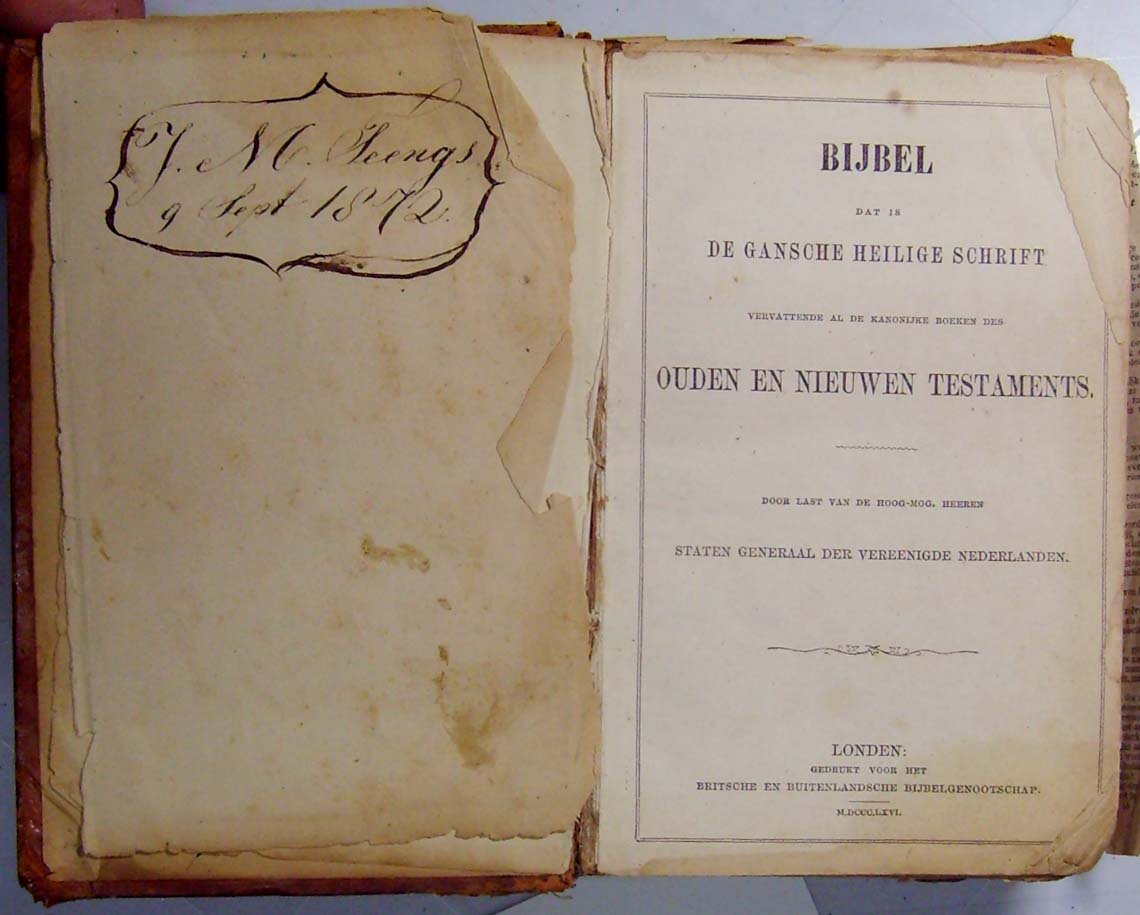 J. M. Seengs
9 Sept 1872.
BIJBEL
DAT IS
DE GANSCHE HEILIGE SCHRIFT
VERVATTENDE AL DE KANONIJKE BOEKEN DES
OUDEN EN NIEUWEN TESTAMENTS.
DOOR LAST VAN DE HOOG-MOG. HEEREN
STATEN GENERAAL DER VEREENIGDE NEDERLANDEN.
LONDEN:
GEDRUKT VOOR HET
BRITSCHE EN BUITENLANDSCHE BIJBELGENOOTSCHAP.
M.DCCC.LXVI.